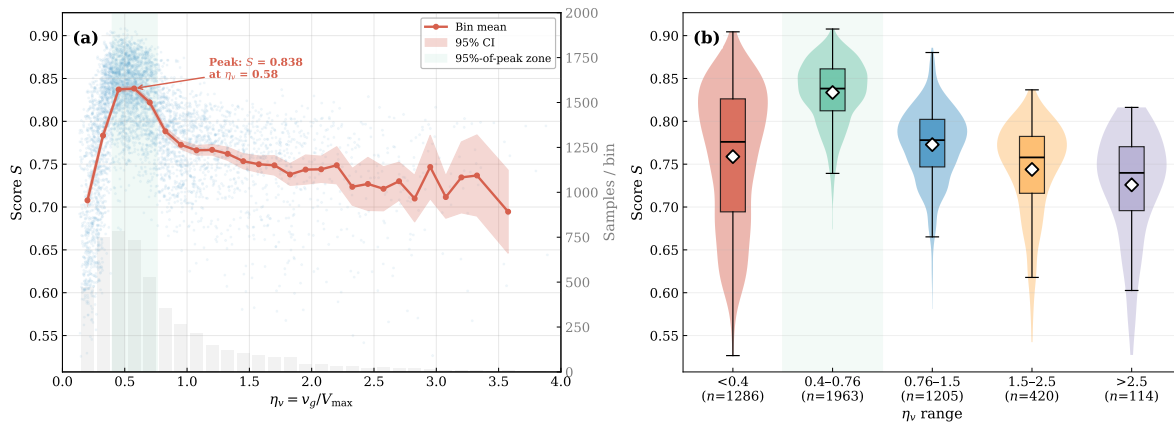 (a)
Peak: S = 0.838
at ηv = 0.58
Bin mean
95% CI
95%-of-peak zone
Score S
0.90
0.85
0.80
0.75
0.70
0.65
0.60
0.55
2000
1750
1500
1250
1000
750
500
250
0
Samples / bin
0.0 0.5 1.0 1.5 2.0 2.5 3.0 3.5 4.0
ηv = vg/Vmax
(b)
Score S
0.90
0.85
0.80
0.75
0.70
0.65
0.60
0.55
<0.4 0.4–0.76 0.76–1.5 1.5–2.5 >2.5
(n=1286) (n=1963) (n=1205) (n=420) (n=114)
ηv range